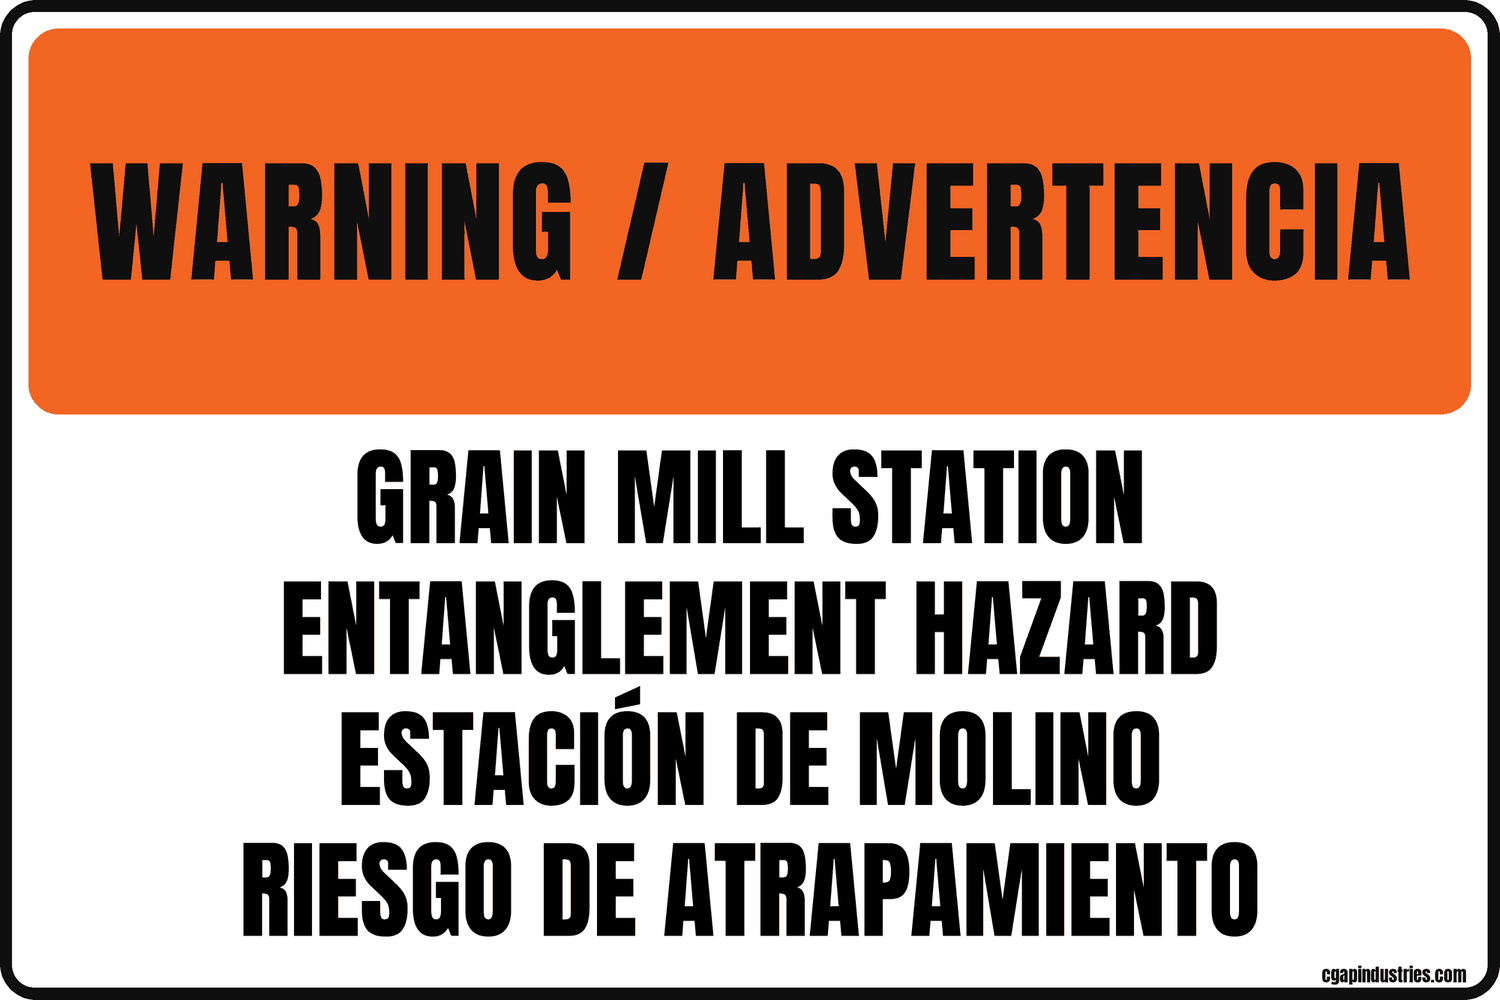 WARNING / ADVERTENCIA
GRAIN MILL STATION
ENTANGLEMENT HAZARD
ESTACIÓN DE MOLINO
RIESGO DE ATRAPAMIENTO
cgapindustries.com